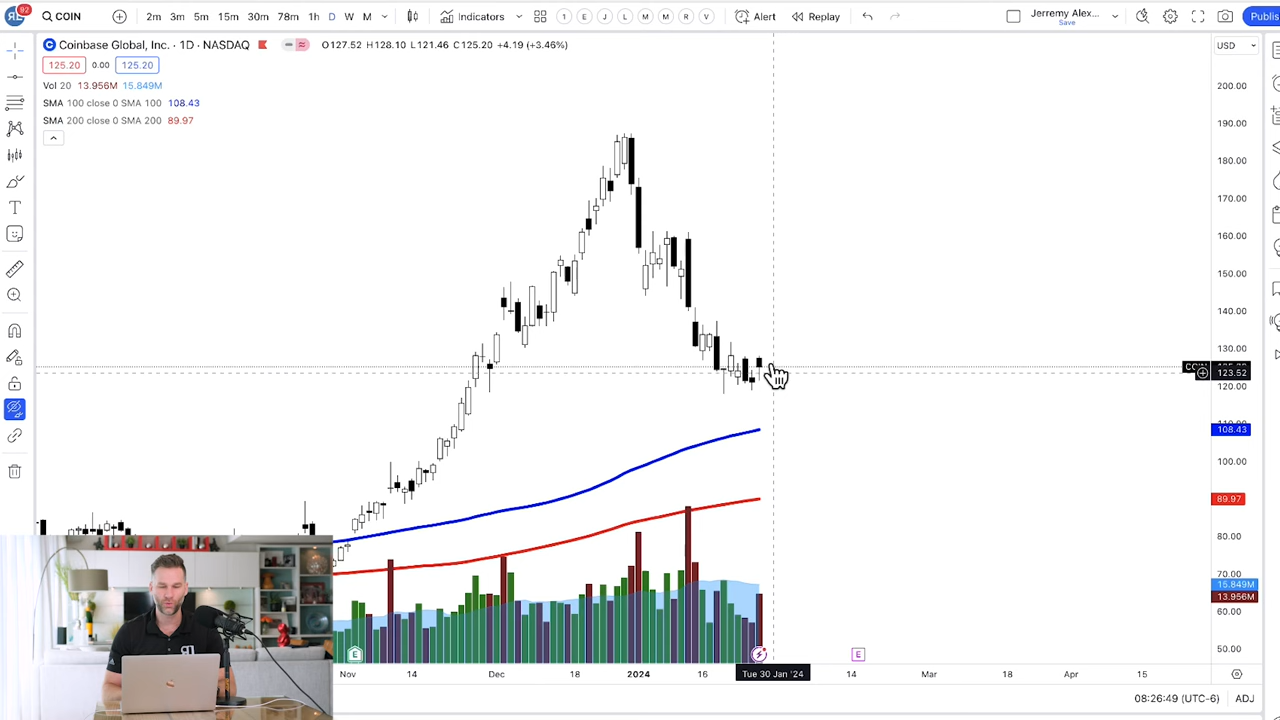 92
COIN
2m 3m 5m 15m 30m 78m 1h D W M
Indicators
1 E J L M M R V
Alert
Replay
Jerremy Alex...
Save
Publis
Coinbase Global, Inc. · 1D · NASDAQ
O127.52 H128.10 L121.46 C125.20 +4.19 (+3.46%)
USD
125.20 0.00 125.20
Vol 20 13.956M 15.849M
SMA 100 close 0 SMA 100 108.43
SMA 200 close 0 SMA 200 89.97
200.00
190.00
180.00
170.00
160.00
150.00
140.00
130.00
123.52
120.00
108.43
100.00
89.97
80.00
70.00
15.849M
13.956M
60.00
50.00
E
E
Nov 14 Dec 18 2024 16 Tue 30 Jan '24 14 Mar 18 Apr 15
08:26:49 (UTC-6) ADJ